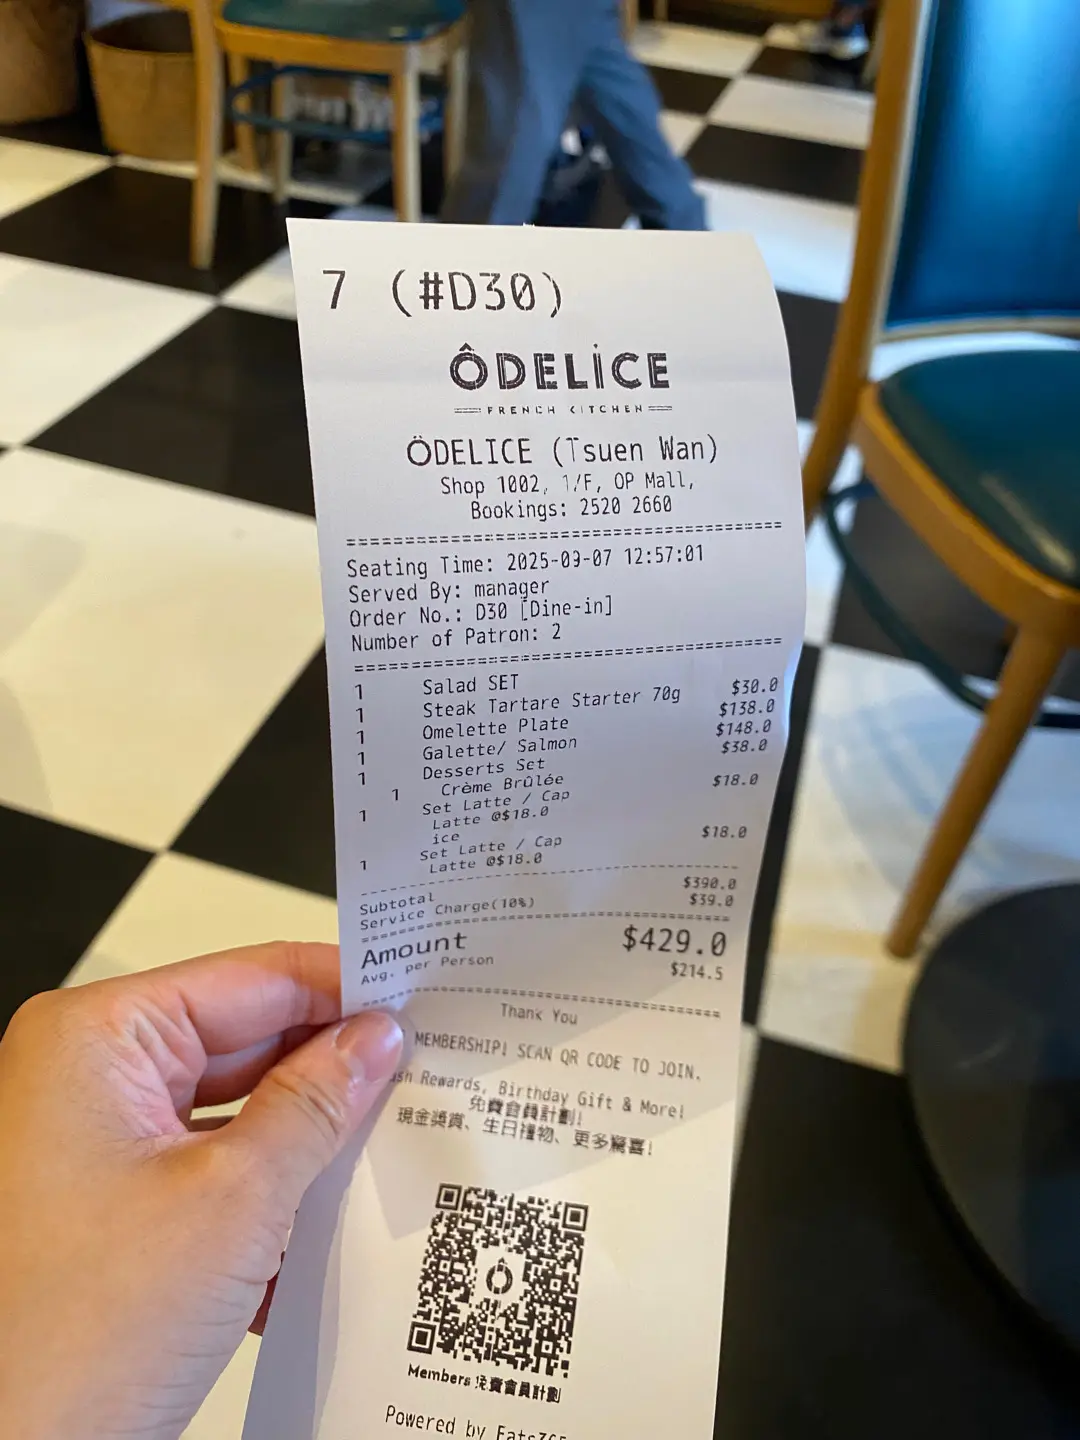 7 (#D30)
ÔDELICE
FRENCH KITCHEN
ÖDELICE (Tsuen Wan)
Shop 1002, 1/F, OP Mall,
Bookings: 2520 2660
Seating Time: 2025-09-07 12:57:01
Served By: manager
Order No.: D30 [Dine-in]
Number of Patron: 2
1 Salad SET $30.0
1 Steak Tartare Starter 70g $138.0
1 Omelette Plate $148.0
1 Galette/ Salmon $38.0
1 Desserts Set
1 Crème Brûlée $18.0
1 Set Latte / Cap
Latte @$18.0
ice $18.0
1 Set Latte / Cap
Latte @$18.0
Subtotal $390.0
Service Charge(10%) $39.0
Amount $429.0
Avg. per Person $214.5
Thank You
MEMBERSHIP! SCAN QR CODE TO JOIN.
Rewards, Birthday Gift & More!
免費會員計劃!
現金獎賞、生日禮物、更多驚喜!
Members 免費會員計劃
Powered by